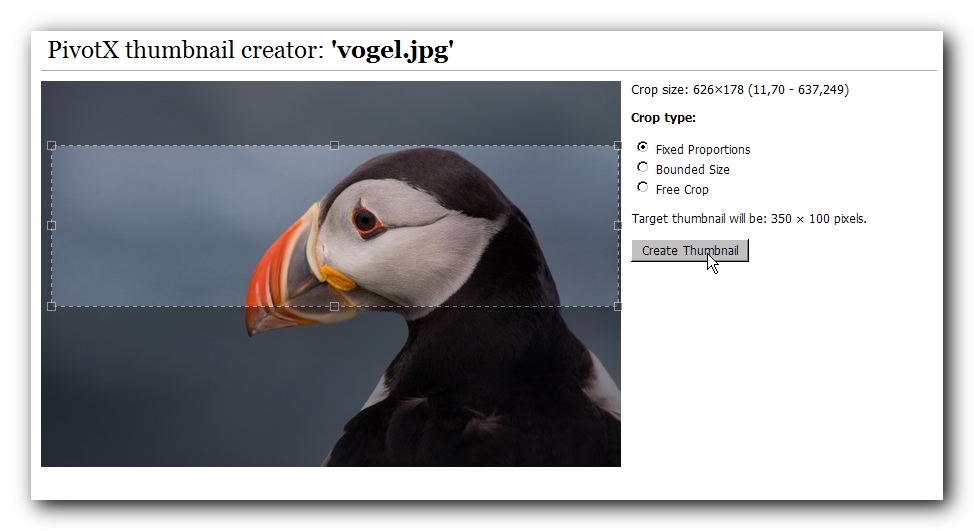 PivotX thumbnail creator: 'vogel.jpg'
Crop size: 626×178 (11,70 - 637,249)
Crop type:
Fixed Proportions
Bounded Size
Free Crop
Target thumbnail will be: 350 × 100 pixels.
Create Thumbnail